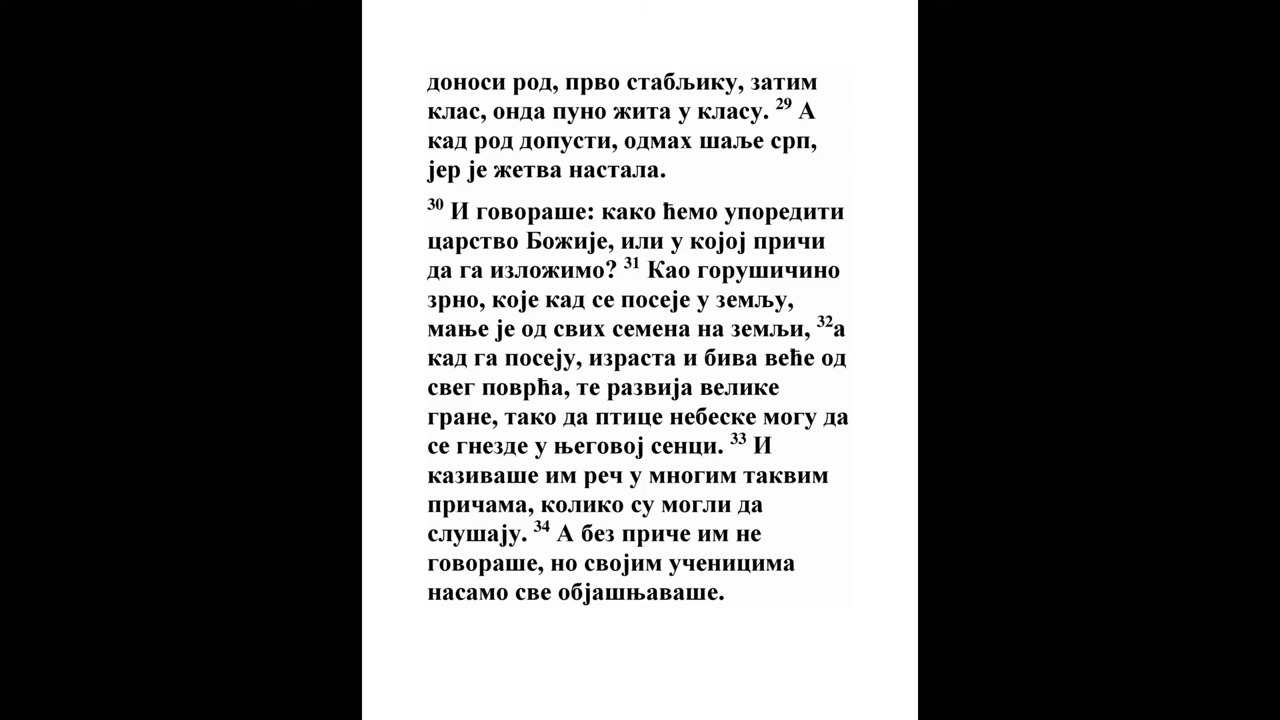 доноси род, прво стабљику, затим
клас, онда пуно жита у класу. 29 А
кад род допусти, одмах шаље срп,
јер је жетва настала.
30 И говораше: како ћемо упоредити
царство Божије, или у којој причи
да га изложимо? 31 Као горушичино
зрно, које кад се посеје у земљу,
мање је од свих семена на земљи, 32а
кад га посеју, израста и бива веће од
свег поврћа, те развија велике
гране, тако да птице небеске могу да
се гнезде у његовој сенци. 33 И
казиваше им реч у многим таквим
причама, колико су могли да
слушају. 34 А без приче им не
говораше, но својим ученицима
насамо све објашњаваше.